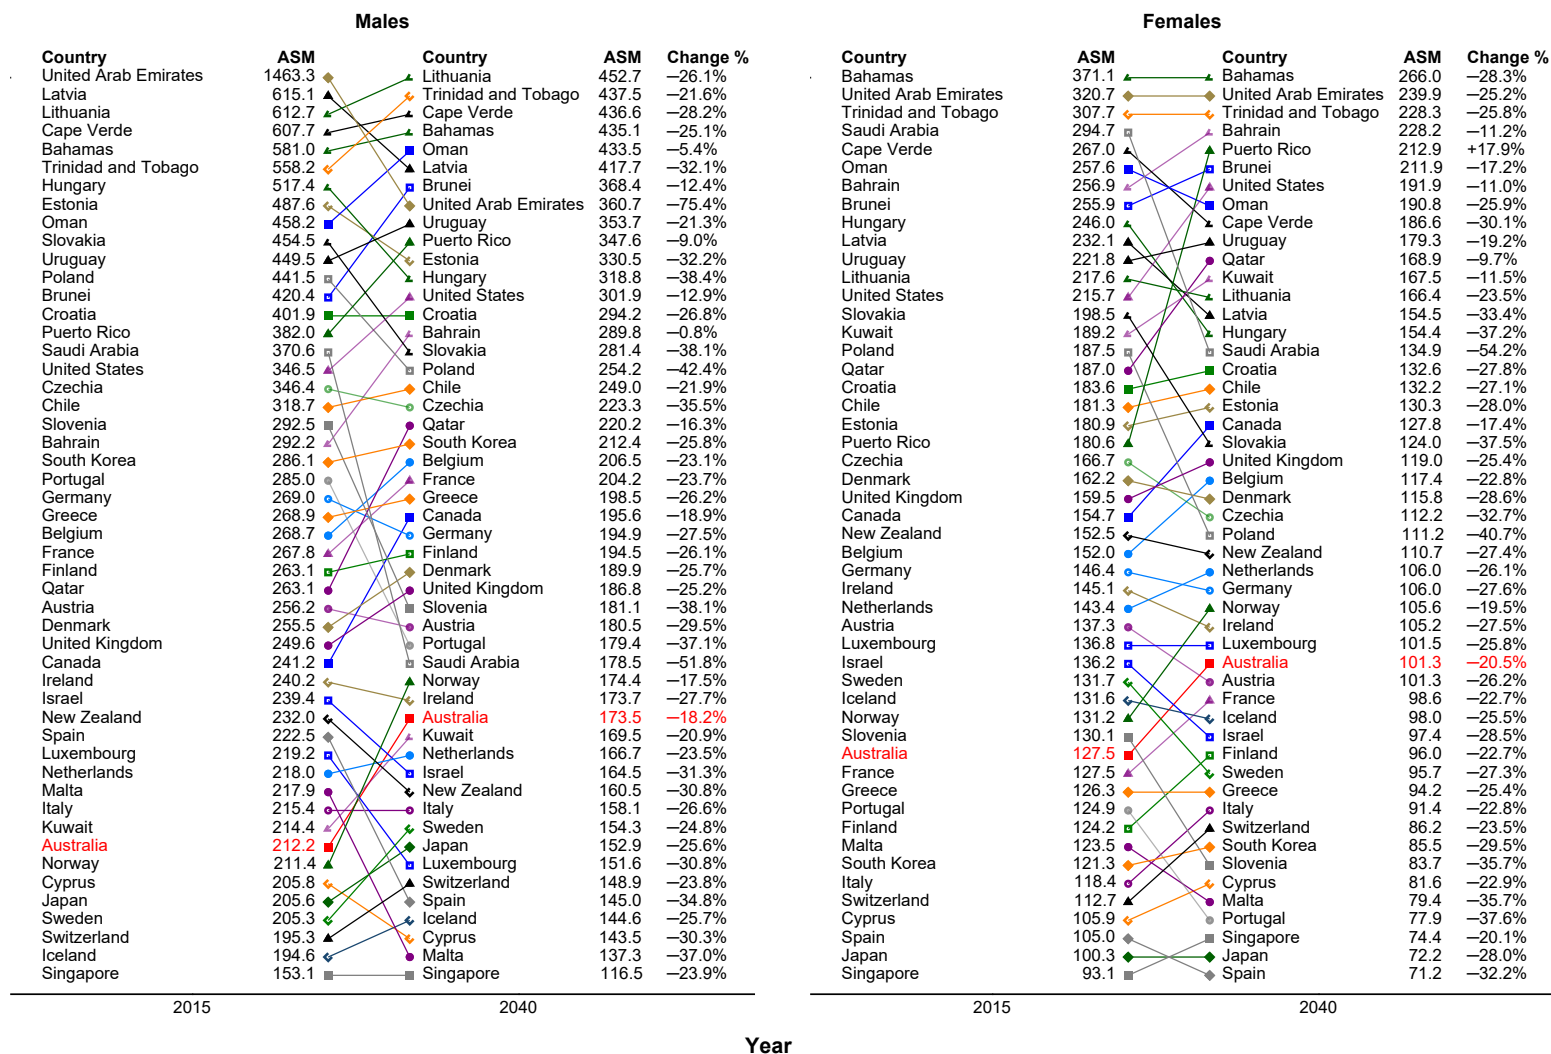 Males Females
Country ASM Country ASM Change % Country ASM Country ASM Change %
United Arab Emirates 1463.3 Lithuania 452.7 –26.1% Bahamas 371.1 Bahamas 266.0 –28.3%
Latvia 615.1 Trinidad and Tobago 437.5 –21.6% United Arab Emirates 320.7 United Arab Emirates 239.9 –25.2%
Lithuania 612.7 Cape Verde 436.6 –28.2% Trinidad and Tobago 307.7 Trinidad and Tobago 228.3 –25.8%
Cape Verde 607.7 Bahamas 435.1 –25.1% Saudi Arabia 294.7 Bahrain 228.2 –11.2%
Bahamas 581.0 Oman 433.5 –5.4% Cape Verde 267.0 Puerto Rico 212.9 +17.9%
Trinidad and Tobago 558.2 Latvia 417.7 –32.1% Oman 257.6 Brunei 211.9 –17.2%
Hungary 517.4 Brunei 368.4 –12.4% Bahrain 256.9 United States 191.9 –11.0%
Estonia 487.6 United Arab Emirates 360.7 –75.4% Brunei 255.9 Oman 190.8 –25.9%
Oman 458.2 Uruguay 353.7 –21.3% Hungary 246.0 Cape Verde 186.6 –30.1%
Slovakia 454.5 Puerto Rico 347.6 –9.0% Latvia 232.1 Uruguay 179.3 –19.2%
Uruguay 449.5 Estonia 330.5 –32.2% Uruguay 221.8 Qatar 168.9 –9.7%
Poland 441.5 Hungary 318.8 –38.4% Lithuania 217.6 Kuwait 167.5 –11.5%
Brunei 420.4 United States 301.9 –12.9% United States 215.7 Lithuania 166.4 –23.5%
Croatia 401.9 Croatia 294.2 –26.8% Slovakia 198.5 Latvia 154.5 –33.4%
Puerto Rico 382.0 Bahrain 289.8 –0.8% Kuwait 189.2 Hungary 154.4 –37.2%
Saudi Arabia 370.6 Slovakia 281.4 –38.1% Poland 187.5 Saudi Arabia 134.9 –54.2%
United States 346.5 Poland 254.2 –42.4% Qatar 187.0 Croatia 132.6 –27.8%
Czechia 346.4 Chile 249.0 –21.9% Croatia 183.6 Chile 132.2 –27.1%
Chile 318.7 Czechia 223.3 –35.5% Chile 181.3 Estonia 130.3 –28.0%
Slovenia 292.5 Qatar 220.2 –16.3% Estonia 180.9 Canada 127.8 –17.4%
Bahrain 292.2 South Korea 212.4 –25.8% Puerto Rico 180.6 Slovakia 124.0 –37.5%
South Korea 286.1 Belgium 206.5 –23.1% Czechia 166.7 United Kingdom 119.0 –25.4%
Portugal 285.0 France 204.2 –23.7% Denmark 162.2 Belgium 117.4 –22.8%
Germany 269.0 Greece 198.5 –26.2% United Kingdom 159.5 Denmark 115.8 –28.6%
Greece 268.9 Canada 195.6 –18.9% Canada 154.7 Czechia 112.2 –32.7%
Belgium 268.7 Germany 194.9 –27.5% New Zealand 152.5 Poland 111.2 –40.7%
France 267.8 Finland 194.5 –26.1% Belgium 152.0 New Zealand 110.7 –27.4%
Finland 263.1 Denmark 189.9 –25.7% Germany 146.4 Netherlands 106.0 –26.1%
Qatar 263.1 United Kingdom 186.8 –25.2% Ireland 145.1 Germany 106.0 –27.6%
Austria 256.2 Slovenia 181.1 –38.1% Netherlands 143.4 Norway 105.6 –19.5%
Denmark 255.5 Austria 180.5 –29.5% Austria 137.3 Ireland 105.2 –27.5%
United Kingdom 249.6 Portugal 179.4 –37.1% Luxembourg 136.8 Luxembourg 101.5 –25.8%
Canada 241.2 Saudi Arabia 178.5 –51.8% Israel 136.2 Australia 101.3 –20.5%
Ireland 240.2 Norway 174.4 –17.5% Sweden 131.7 Austria 101.3 –26.2%
Israel 239.4 Ireland 173.7 –27.7% Iceland 131.6 France 98.6 –22.7%
New Zealand 232.0 Australia 173.5 –18.2% Norway 131.2 Iceland 98.0 –25.5%
Spain 222.5 Kuwait 169.5 –20.9% Slovenia 130.1 Israel 97.4 –28.5%
Luxembourg 219.2 Netherlands 166.7 –23.5% Australia 127.5 Finland 96.0 –22.7%
Netherlands 218.0 Israel 164.5 –31.3% France 127.5 Sweden 95.7 –27.3%
Malta 217.9 New Zealand 160.5 –30.8% Greece 126.3 Greece 94.2 –25.4%
Italy 215.4 Italy 158.1 –26.6% Portugal 124.9 Italy 91.4 –22.8%
Kuwait 214.4 Sweden 154.3 –24.8% Finland 124.2 Switzerland 86.2 –23.5%
Australia 212.2 Japan 152.9 –25.6% Malta 123.5 South Korea 85.5 –29.5%
Norway 211.4 Luxembourg 151.6 –30.8% South Korea 121.3 Slovenia 83.7 –35.7%
Cyprus 205.8 Switzerland 148.9 –23.8% Italy 118.4 Cyprus 81.6 –22.9%
Japan 205.6 Spain 145.0 –34.8% Switzerland 112.7 Malta 79.4 –35.7%
Sweden 205.3 Iceland 144.6 –25.7% Cyprus 105.9 Portugal 77.9 –37.6%
Switzerland 195.3 Cyprus 143.5 –30.3% Spain 105.0 Singapore 74.4 –20.1%
Iceland 194.6 Malta 137.3 –37.0% Japan 100.3 Japan 72.2 –28.0%
Singapore 153.1 Singapore 116.5 –23.9% Singapore 93.1 Spain 71.2 –32.2%
2015 2040 2015 2040
Year